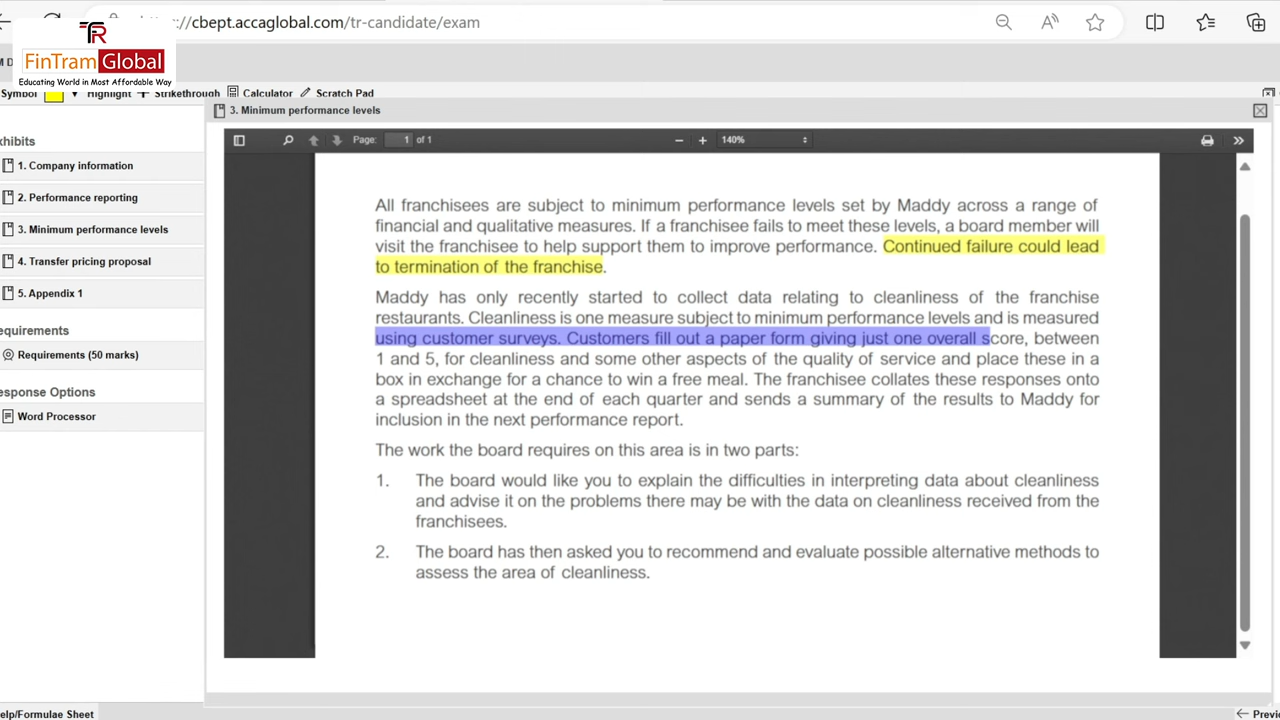 ://cbept.accaglobal.com/tr-candidate/exam
FR
FinTram Global
Educating World in Most Affordable Way
M D
Symbol Highlight Strikethrough Calculator Scratch Pad
3. Minimum performance levels
xhibits
Page: 1 of 1 140%
1. Company information
2. Performance reporting
3. Minimum performance levels
4. Transfer pricing proposal
5. Appendix 1
equirements
Requirements (50 marks)
esponse Options
Word Processor
All franchisees are subject to minimum performance levels set by Maddy across a range of
financial and qualitative measures. If a franchisee fails to meet these levels, a board member will
visit the franchisee to help support them to improve performance. Continued failure could lead
to termination of the franchise.
Maddy has only recently started to collect data relating to cleanliness of the franchise
restaurants. Cleanliness is one measure subject to minimum performance levels and is measured
using customer surveys. Customers fill out a paper form giving just one overall score, between
1 and 5, for cleanliness and some other aspects of the quality of service and place these in a
box in exchange for a chance to win a free meal. The franchisee collates these responses onto
a spreadsheet at the end of each quarter and sends a summary of the results to Maddy for
inclusion in the next performance report.
The work the board requires on this area is in two parts:
1. The board would like you to explain the difficulties in interpreting data about cleanliness
and advise it on the problems there may be with the data on cleanliness received from the
franchisees.
2. The board has then asked you to recommend and evaluate possible alternative methods to
assess the area of cleanliness.
elp/Formulae Sheet
Previo